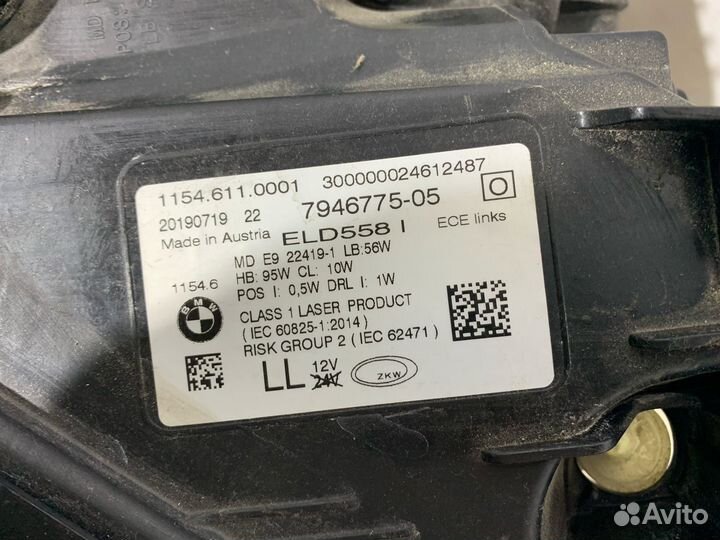 1154.611.0001 300000024612487
20190719 22 7946775-05
Made in Austria ELD558 I ECE links
MD E9 22419-1 LB:56W
HB: 95W CL: 10W
1154.6 POS I: 0,5W DRL I: 1W
BMW
CLASS 1 LASER PRODUCT
(IEC 60825-1:2014)
RISK GROUP 2 (IEC 62471)
LL 12V
24V
ZKW
Avito